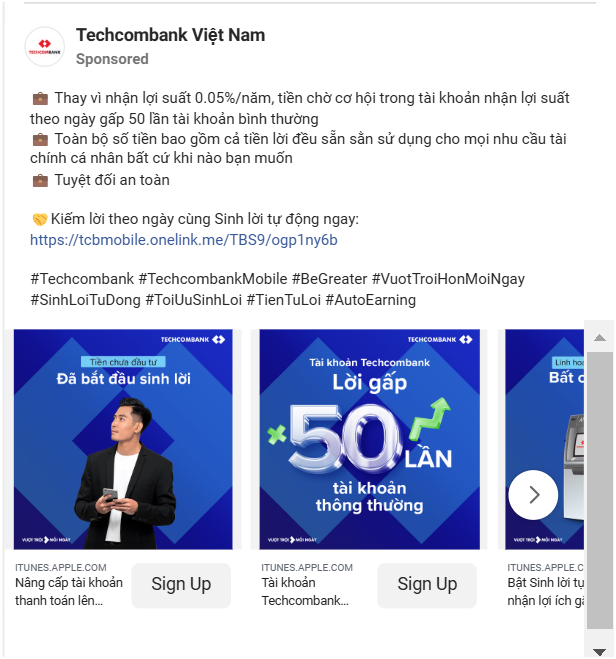 Techcombank Việt Nam
TECHCOMBANK
Sponsored
💼 Thay vì nhận lợi suất 0.05%/năm, tiền chờ cơ hội trong tài khoản nhận lợi suất
theo ngày gấp 50 lần tài khoản bình thường
💼 Toàn bộ số tiền bao gồm cả tiền lời đều sẵn sằn sử dụng cho mọi nhu cầu tài
chính cá nhân bất cứ khi nào bạn muốn
💼 Tuyệt đối an toàn
🤝 Kiếm lời theo ngày cùng Sinh lời tự động ngay:
https://tcbmobile.onelink.me/TBS9/ogp1ny6b
#Techcombank #TechcombankMobile #BeGreater #VuotTroiHonMoiNgay
#SinhLoiTuDong #ToiUuSinhLoi #TienTuLoi #AutoEarning
TECHCOMBANK
Tiền chưa đầu tư
Đã bắt đầu sinh lời
VƯỢT TRỘI MỖI NGÀY
ITUNES.APPLE.COM
Nâng cấp tài khoản
thanh toán lên...
Sign Up
TECHCOMBANK
Tài khoản Techcombank
Lời gấp
50 LẦN
tài khoản
thông thường
VƯỢT TRỘI MỖI NGÀY
ITUNES.APPLE.COM
Tài khoản
Techcombank...
Sign Up
Linh hoạ
Bất c
VƯỢT TRỘI MỖI NGÀY
ITUNES.APPLE.C
Bật Sinh lời tự
nhận lợi ích gấ